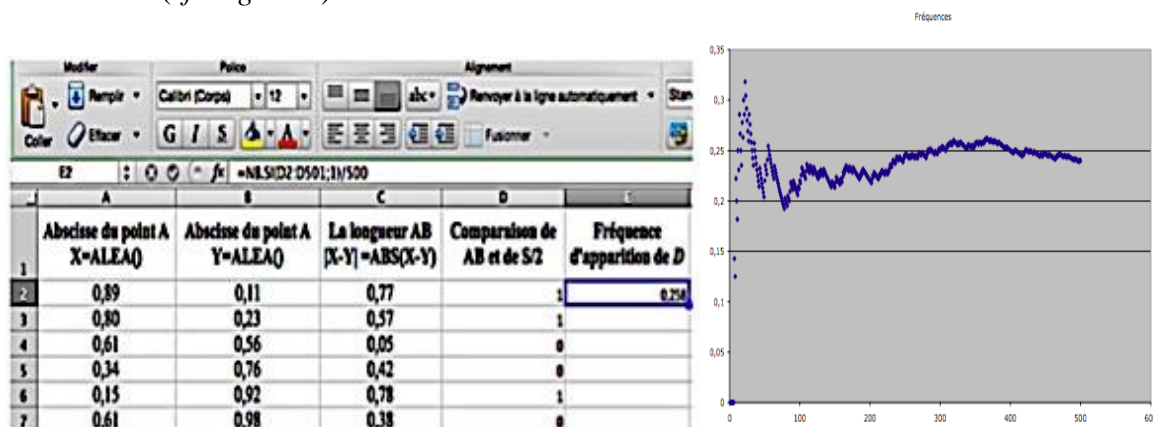 Modifier Police Alignement
Coller Remplir Calibri (Corps) 12 abc Renvoyer à la ligne automatiquement
Effacer G I S A Fusionner
E2 fx =NB.SI(D2:D501;1)/500
A B C D
Abscisse du point A X=ALEA() Abscisse du point A Y=ALEA() La longueur AB |X-Y| =ABS(X-Y) Comparaison de AB et de S/2 Fréquence d'apparition de D
1
2 0,89 0,11 0,77 1 0,258
3 0,80 0,23 0,57 1
4 0,61 0,56 0,05 0
5 0,34 0,76 0,42 0
6 0,15 0,92 0,78 1
7 0,61 0,98 0,38 0
Fréquences
0,35
0,3
0,25
0,2
0,15
0,1
0,05
0
0 100 200 300 400 500 60